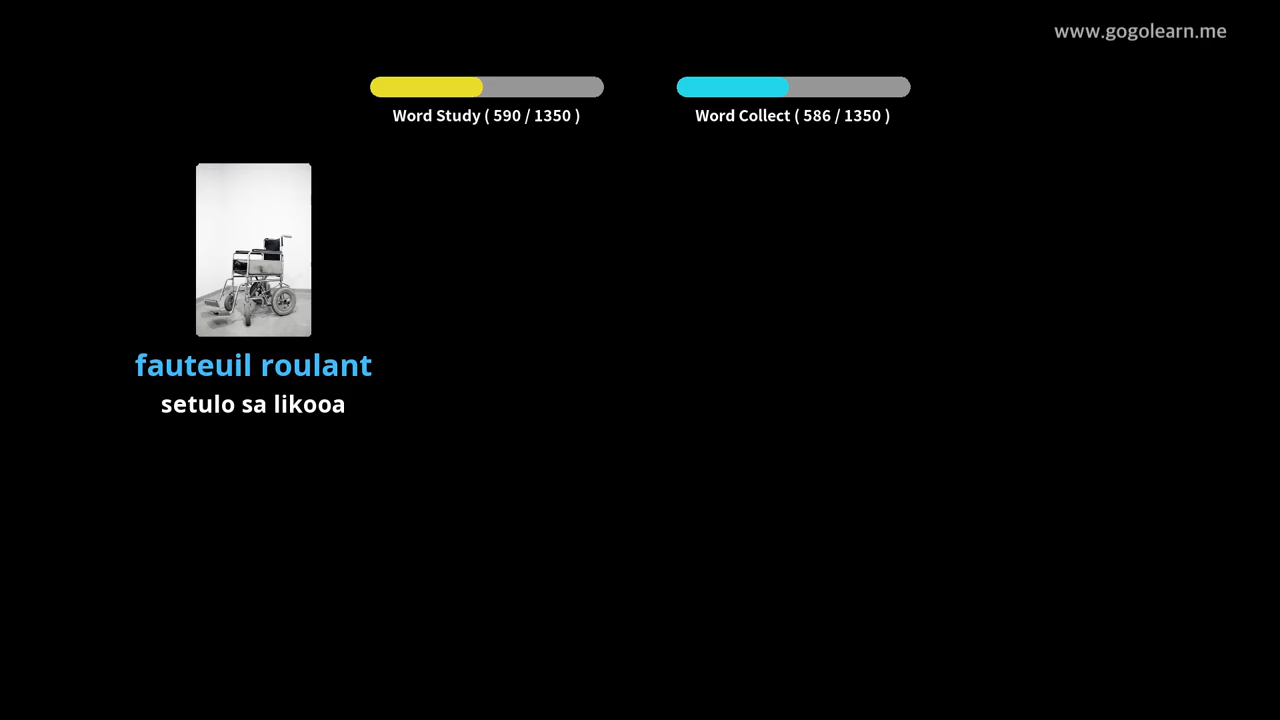 www.gogolearn.me
Word Study ( 590 / 1350 )
Word Collect ( 586 / 1350 )
fauteuil roulant
setulo sa likooa